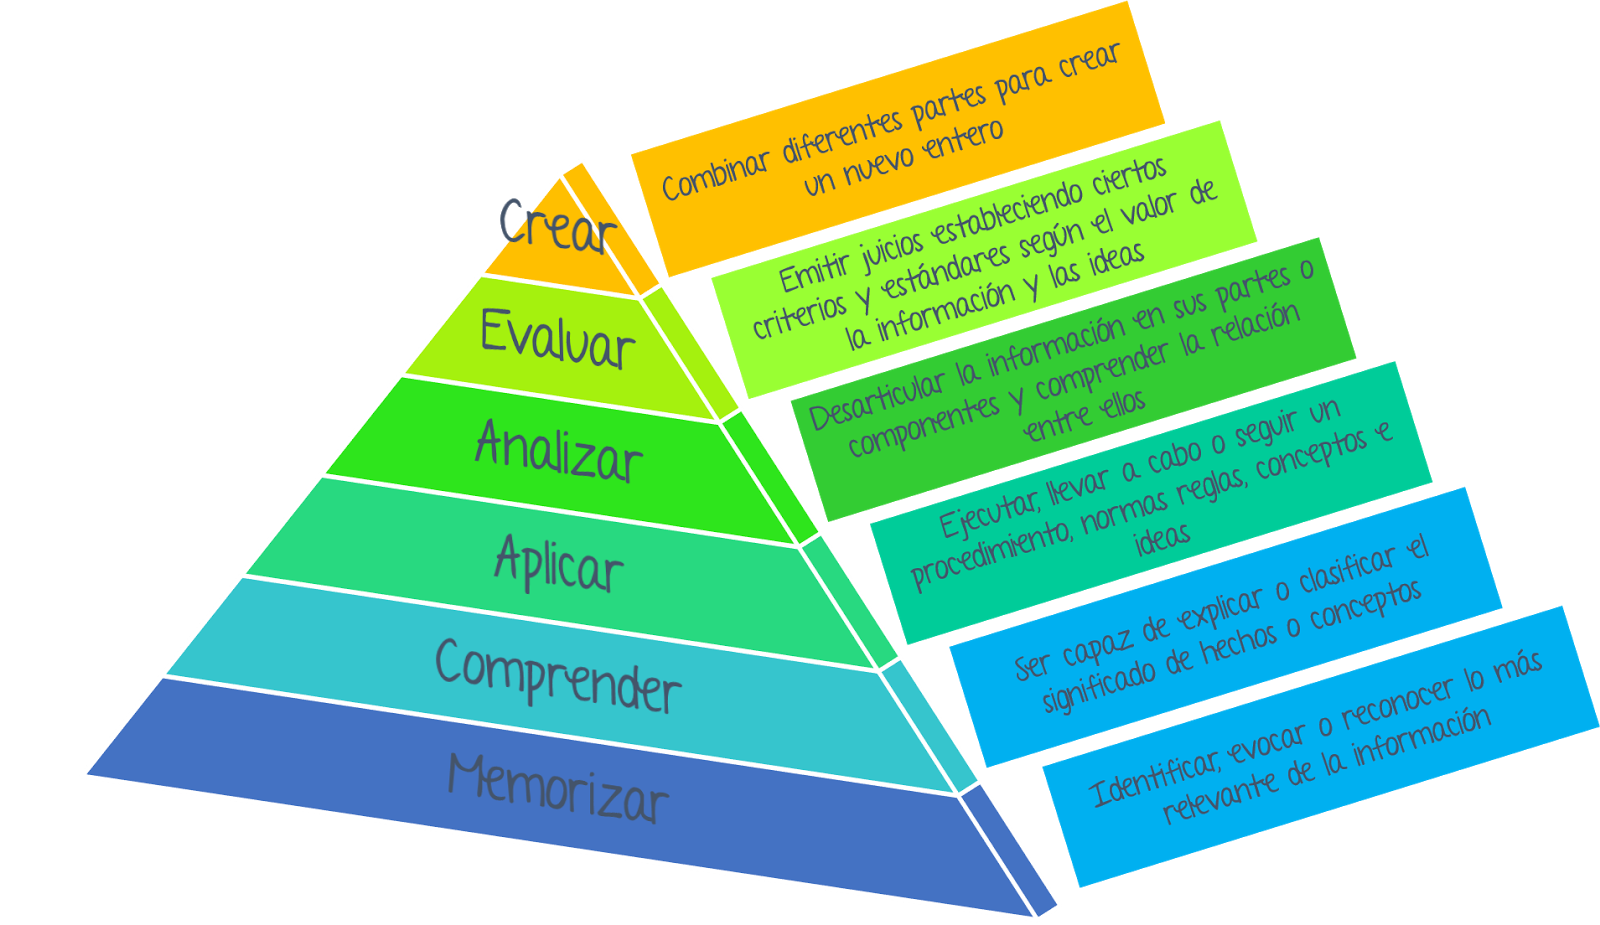 Crear
Combinar diferentes partes para crear
un nuevo entero
Evaluar
Emitir juicios estableciendo ciertos
criterios y estándares según el valor de
la información y las ideas
Analizar
Desarticular la información en sus partes o
componentes y comprender la relación
entre ellos
Aplicar
Ejecutar, llevar a cabo o seguir un
procedimiento, normas reglas, conceptos e
ideas
Comprender
Ser capaz de explicar o clasificar el
significado de hechos o conceptos
Memorizar
Identificar, evocar o reconocer lo más
relevante de la información